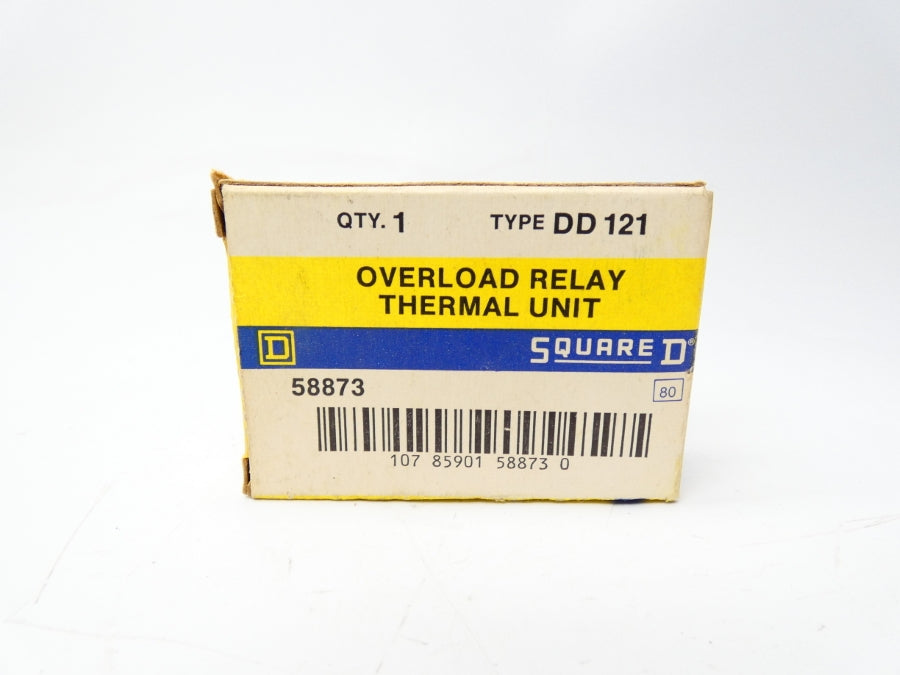 QTY. 1 TYPE DD 121
OVERLOAD RELAY
THERMAL UNIT
D SQUARE D®
58873 80
107 85901 58873 0